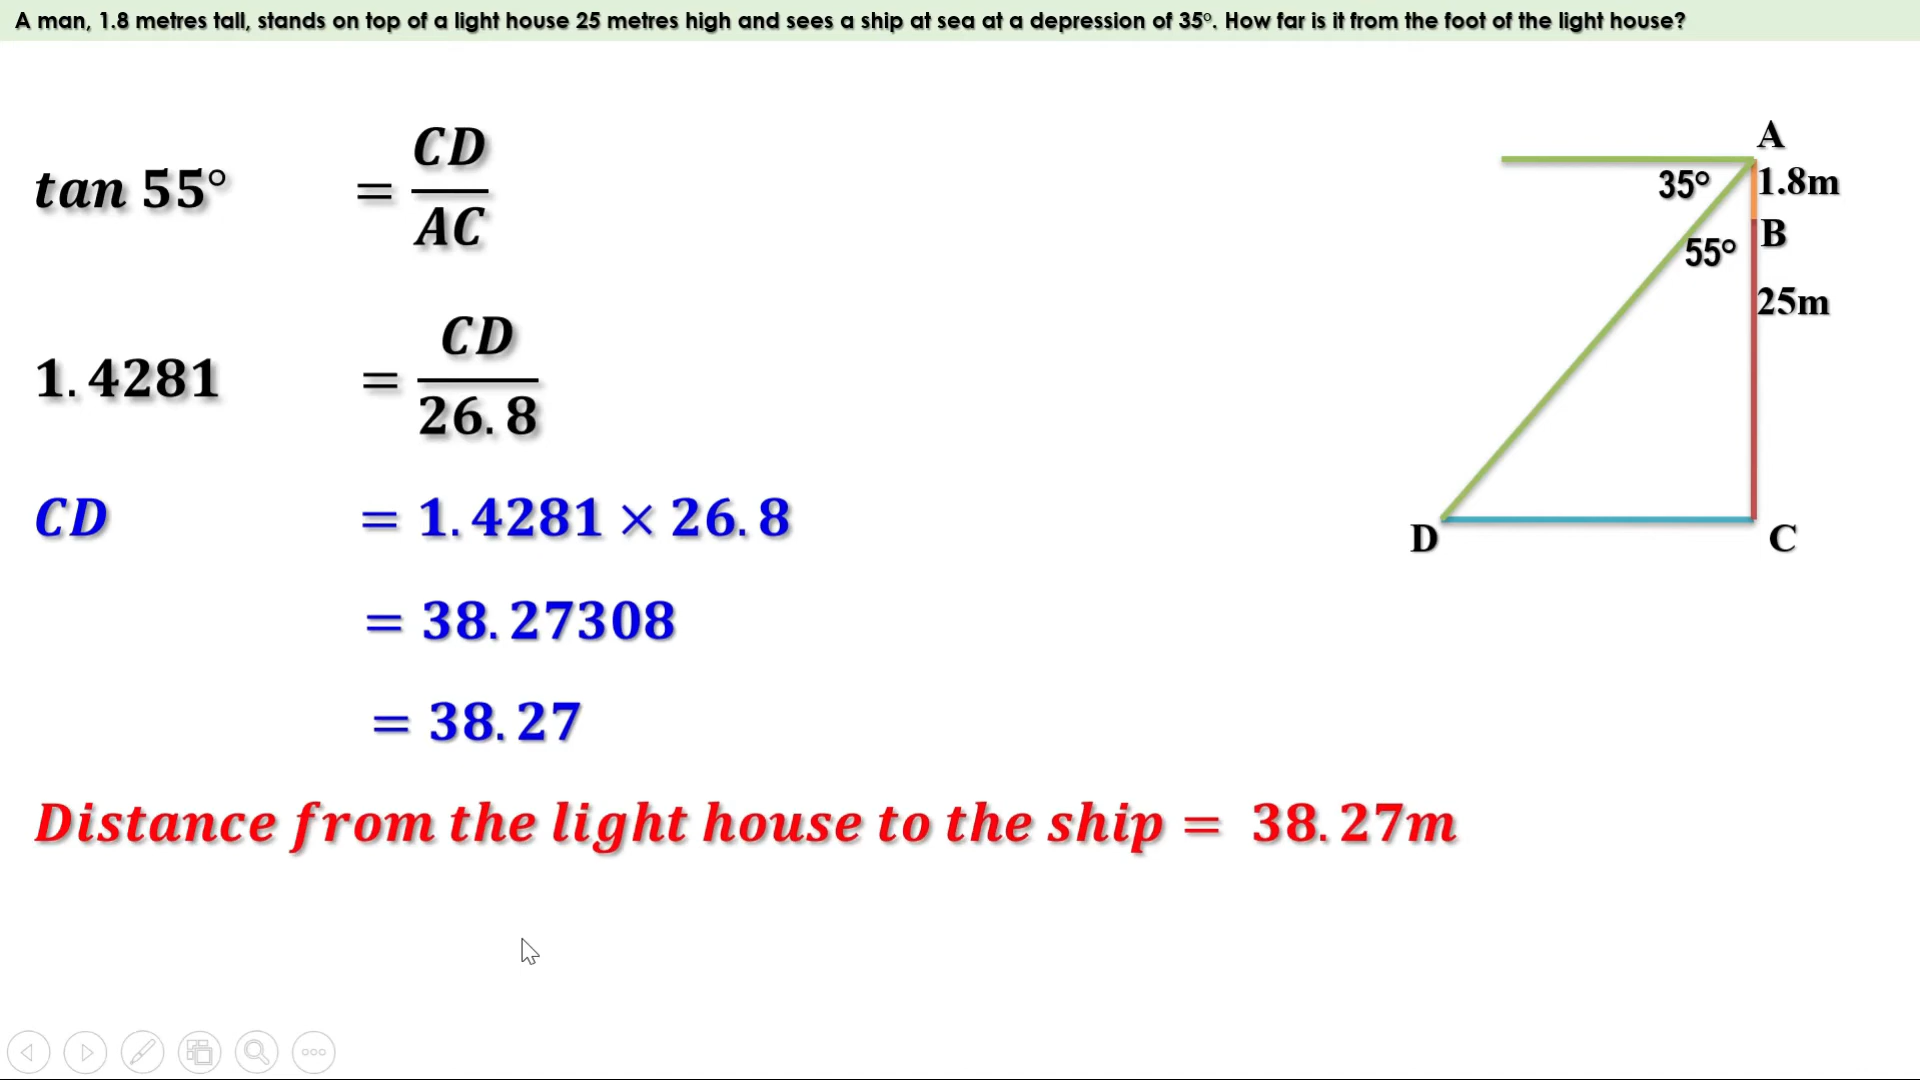 A man, 1.8 metres tall, stands on top of a light house 25 metres high and sees a ship at sea at a depression of 35°. How far is it from the foot of the light house?
tan 55° = CD/AC
1.4281 = CD/26.8
CD = 1.4281 × 26.8
= 38.27308
= 38.27
Distance from the light house to the ship = 38.27m
A
35° 1.8m
B
55°
25m
D C